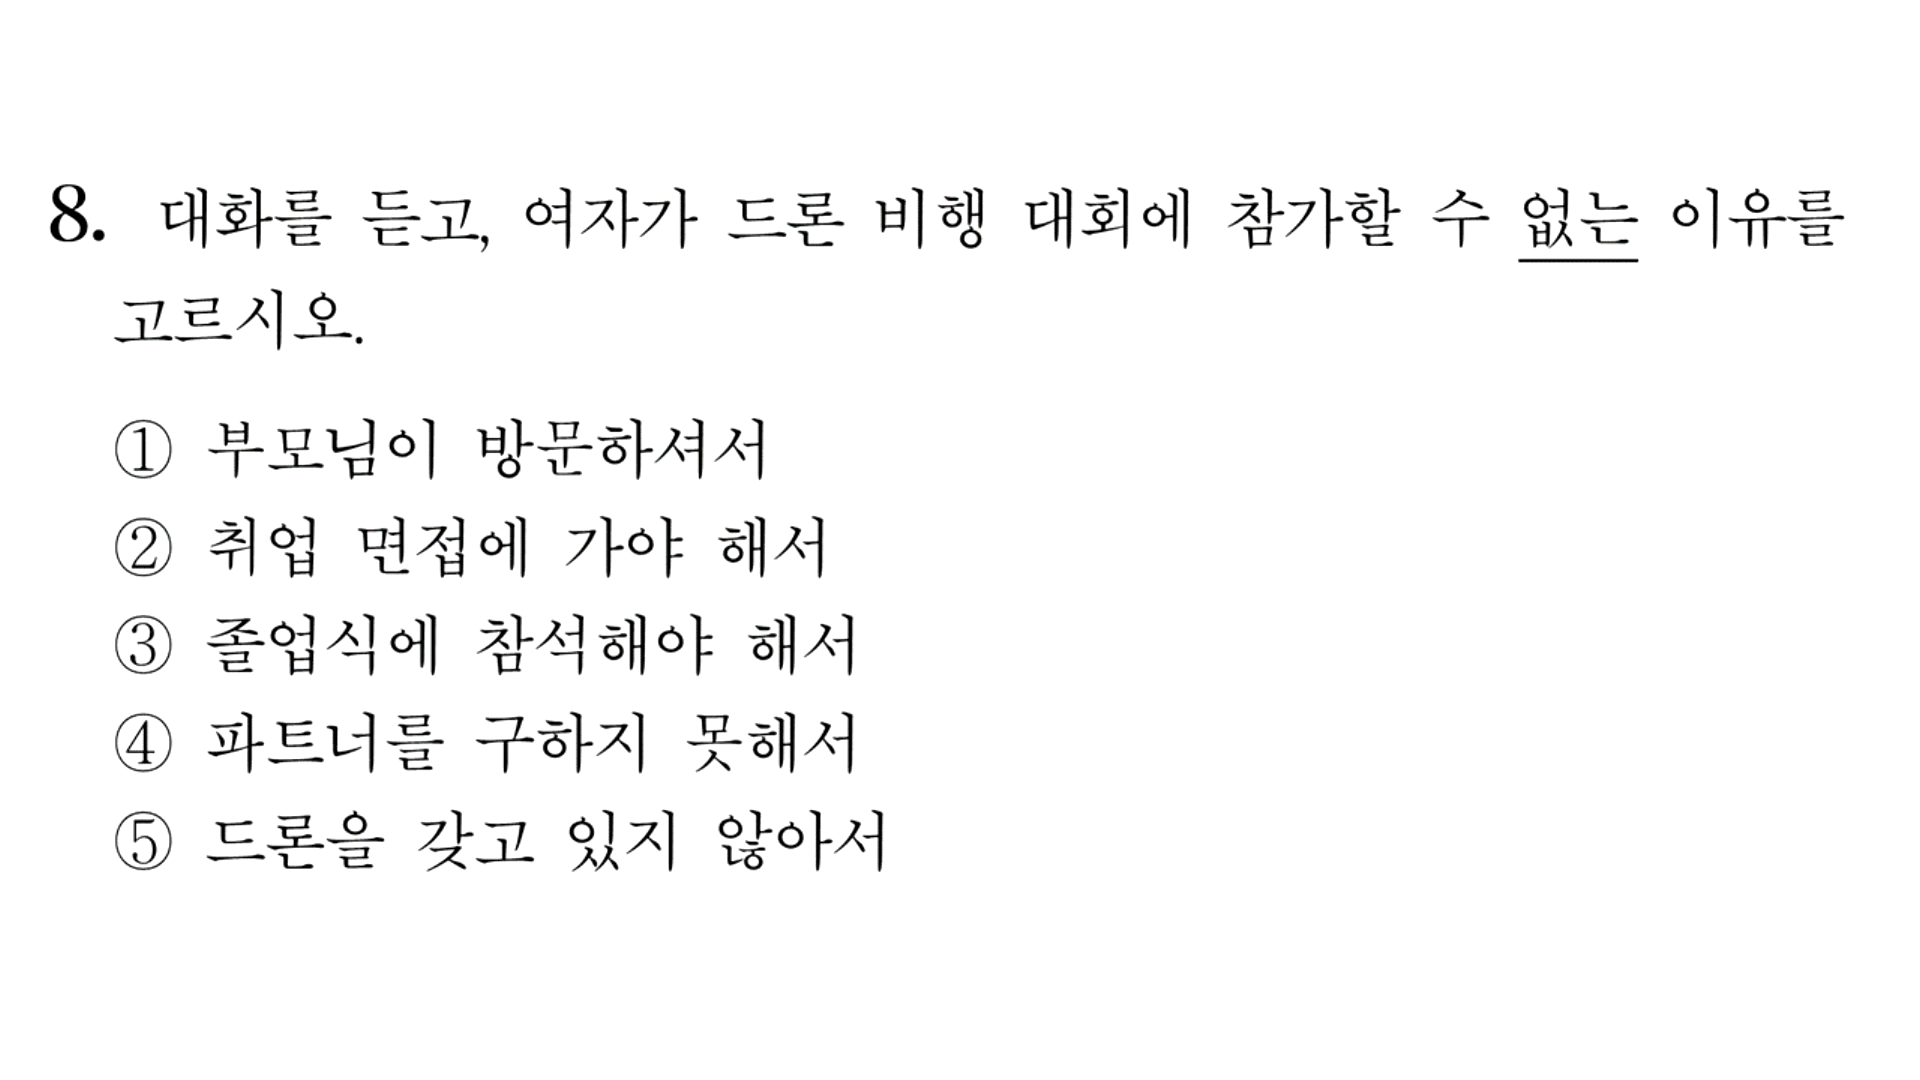 8. 대화를 듣고, 여자가 드론 비행 대회에 참가할 수 없는 이유를
고르시오.
① 부모님이 방문하셔서
② 취업 면접에 가야 해서
③ 졸업식에 참석해야 해서
④ 파트너를 구하지 못해서
⑤ 드론을 갖고 있지 않아서